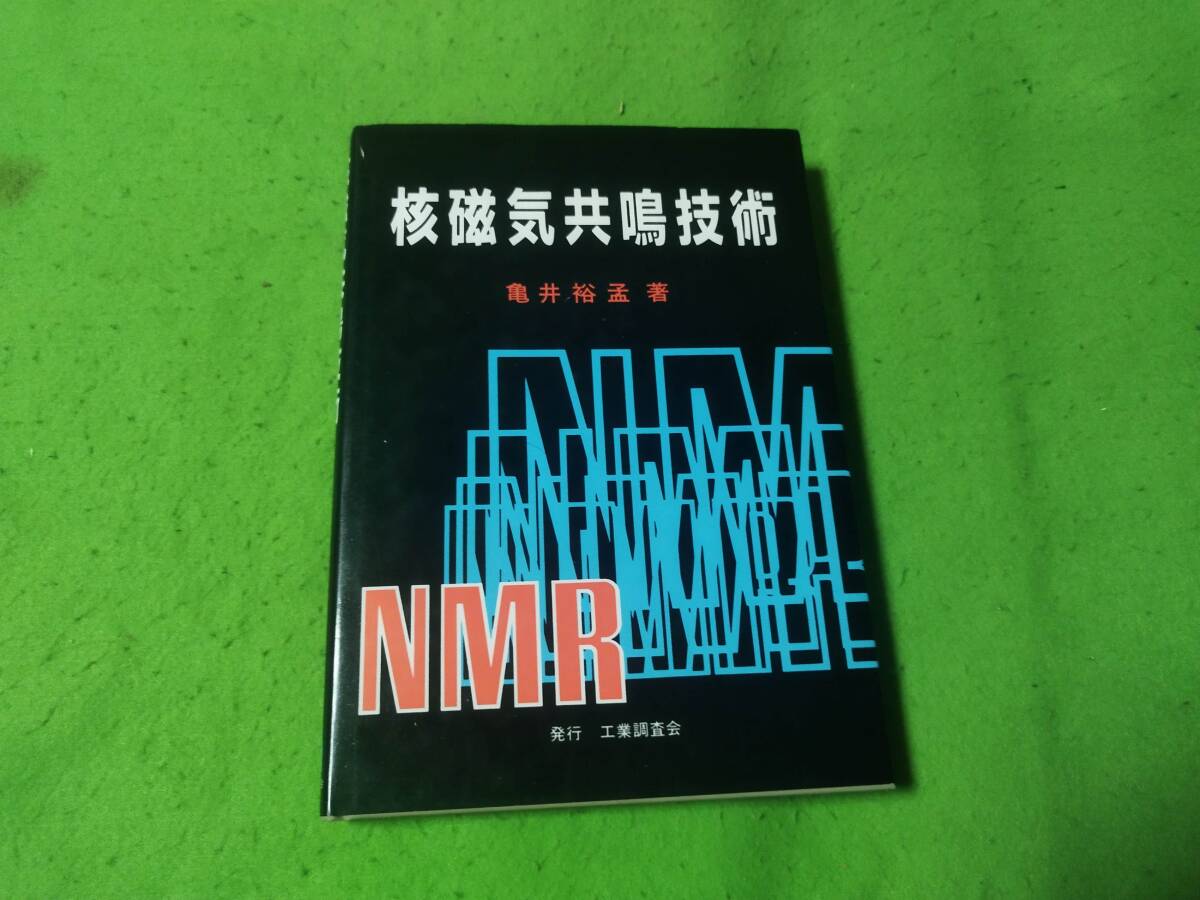 核磁気共鳴技術
亀井裕孟 著
NMR
発行 工業調査会